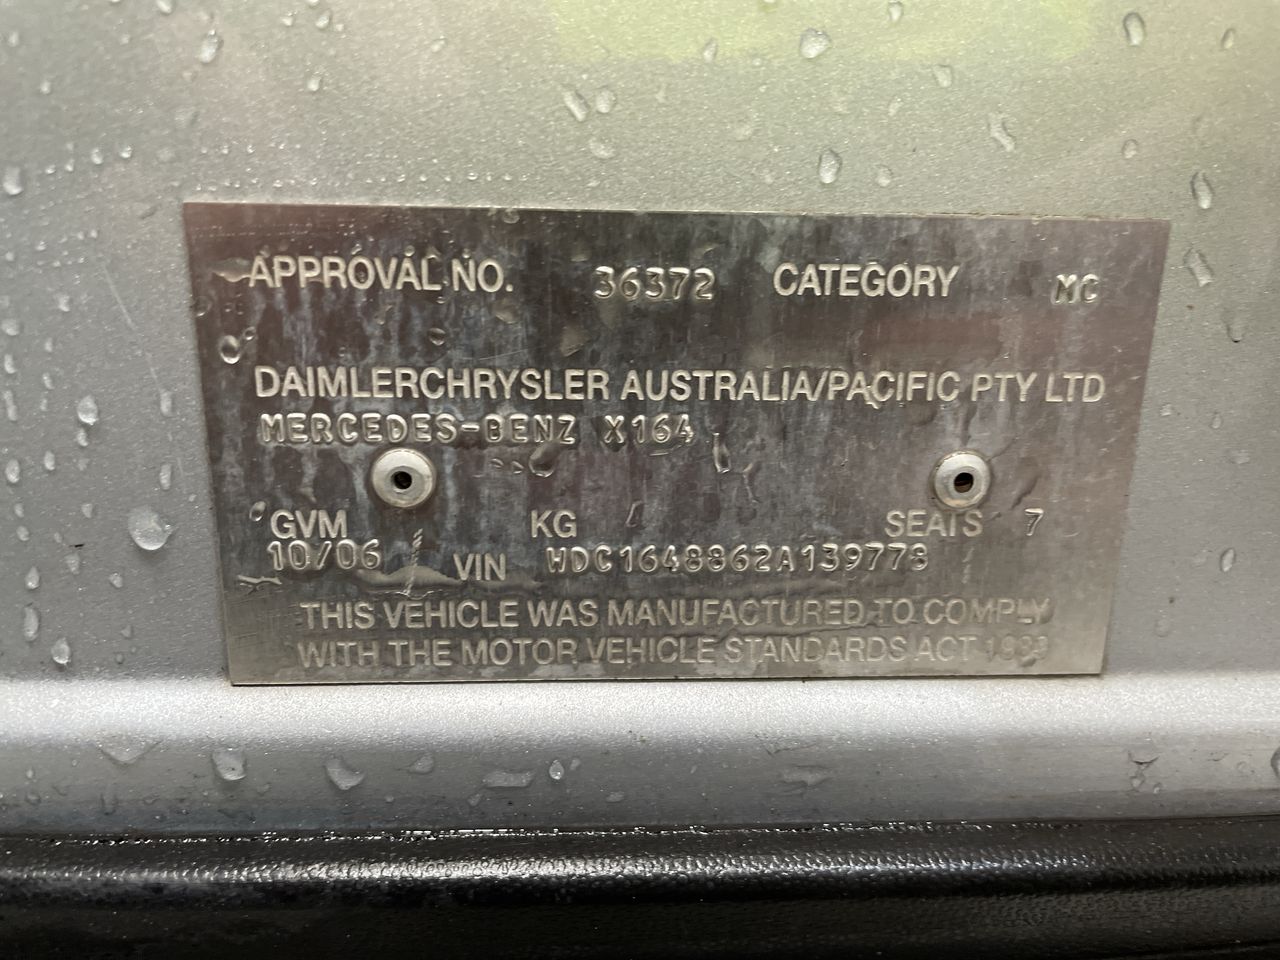 APPROVAL NO. 36372 CATEGORY MC
DAIMLERCHRYSLER AUSTRALIA/PACIFIC PTY LTD
MERCEDES-BENZ X164
GVM KG SEATS 7
10/06 VIN WDC1648862A139778
THIS VEHICLE WAS MANUFACTURED TO COMPLY
WITH THE MOTOR VEHICLE STANDARDS ACT 1989